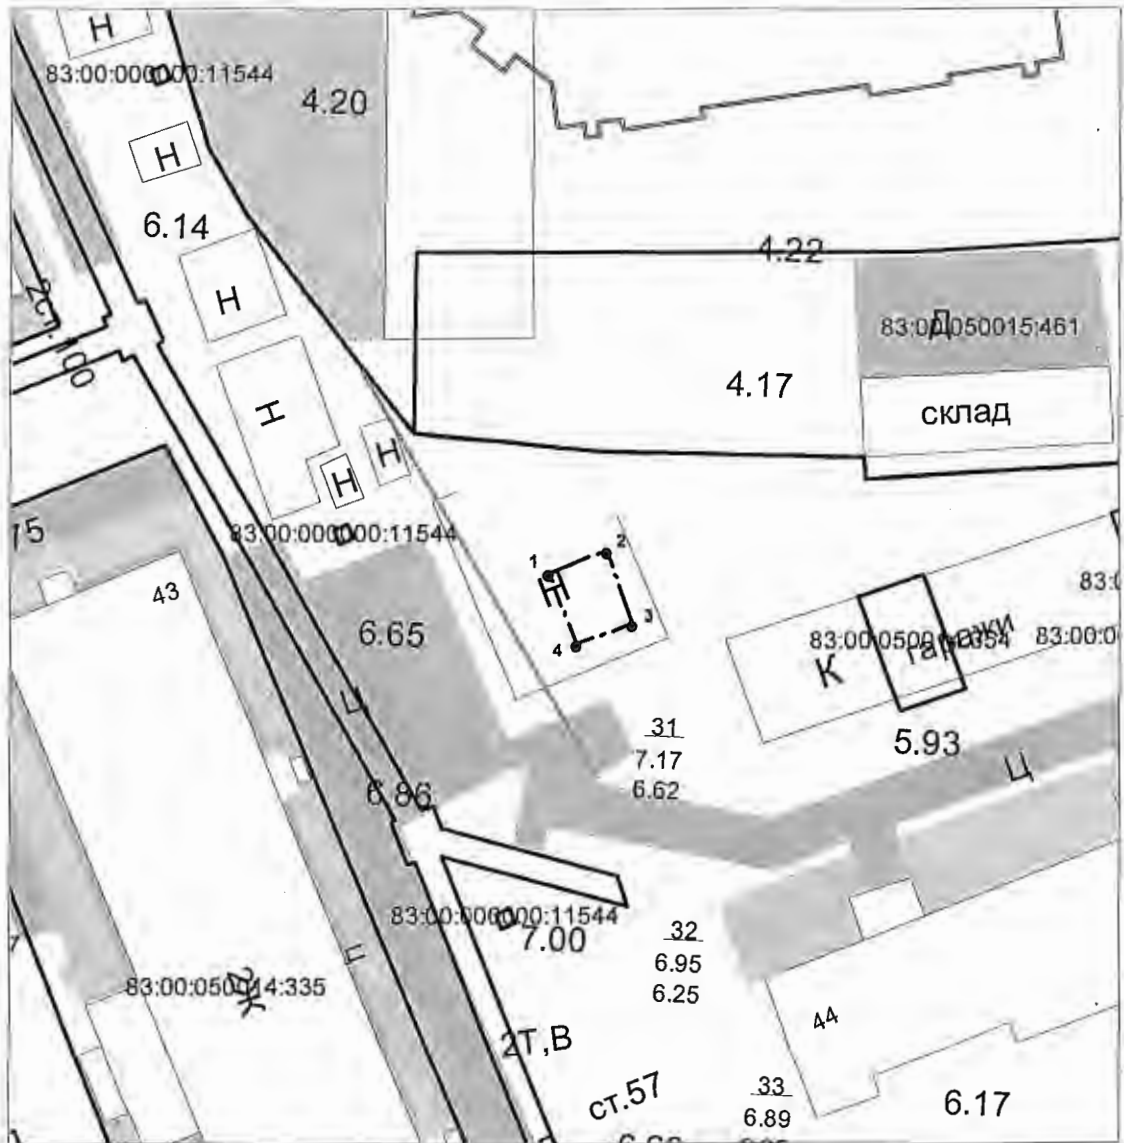 Н
83:00:000000:11544
4.20
Н
6.14
4.22
Н
83:00:050015:461
Д
4.17
склад
Н
Н
Н
83:00:000000:11544
1
2
Н
43
3
4
6.65
гаражи
К
Ц
31
7.17
6.62
5.93
Ц
6.86
83:00:000000:11544
7.00
32
6.95
6.25
83:00:050014:335
44
2Т,В
ст.57
33
6.89
6.17